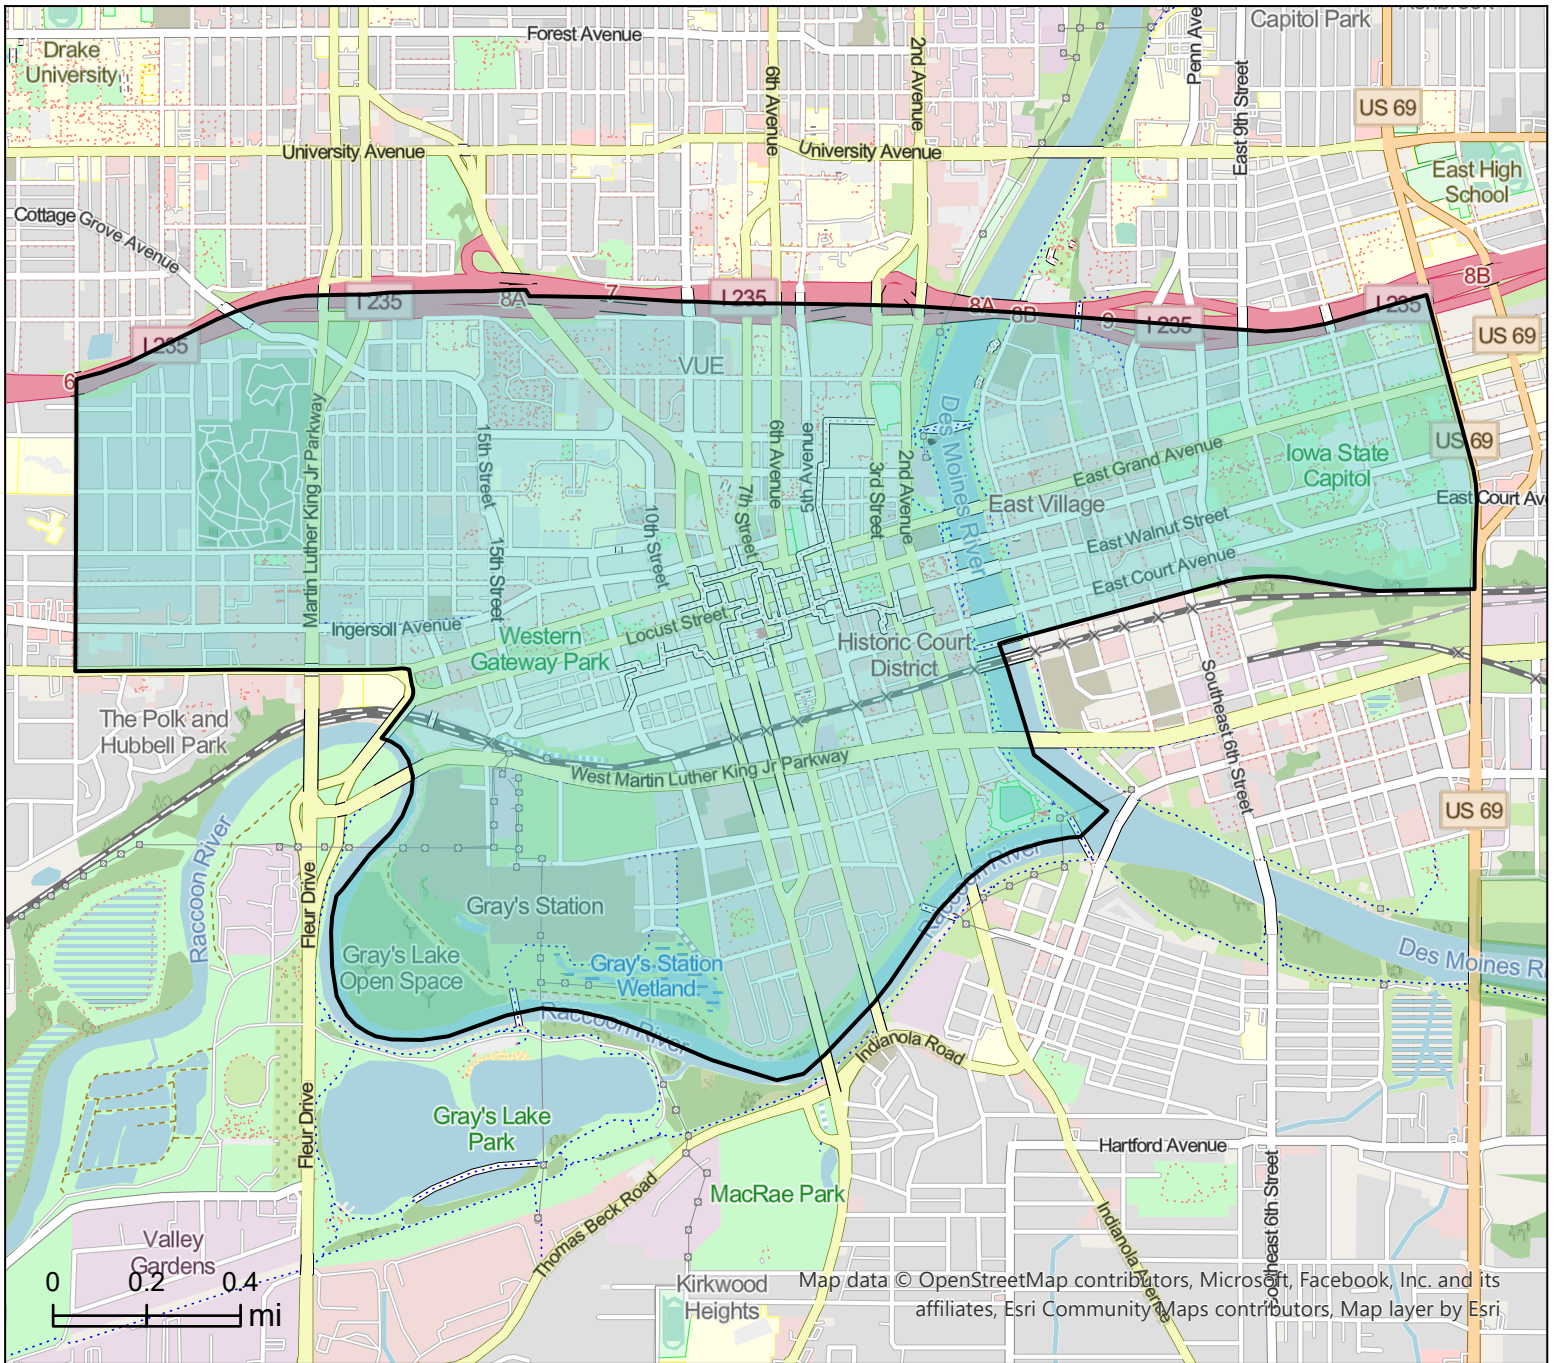 Forest Avenue
Capitol Park
Drake
University
6th Avenue
2nd Avenue
Penn Ave
East 9th Street
US 69
University Avenue
University Avenue
East High
School
Cottage Grove Avenue
8B
7
I 235
I 235
8A
8A
8B
9
I 235
I 235
I 235
US 69
6
VUE
Martin Luther King Jr Parkway
15th Street
6th Avenue
5th Avenue
3rd Street
2nd Avenue
Des Moines River
East Grand Avenue
Iowa State
Capitol
US 69
7th Street
10th Street
East Village
East Court Av
15th Street
East Walnut Street
East Court Avenue
Ingersoll Avenue
Western
Gateway Park
Locust Street
Historic Court
District
The Polk and
Hubbell Park
Southeast 6th Street
West Martin Luther King Jr Parkway
US 69
Raccoon River
Fleur Drive
Raccoon River
Gray's Station
Gray's Lake
Open Space
Gray's Station
Wetland
Des Moines R
Raccoon River
Indianola Road
Fleur Drive
Gray's Lake
Park
Hartford Avenue
Thomas Beck Road
MacRae Park
Indianola Avenue
Southeast 6th Street
Valley
Gardens
Kirkwood
Heights
0 0.2 0.4
mi
Map data © OpenStreetMap contributors, Microsoft, Facebook, Inc. and its
affiliates, Esri Community Maps contributors, Map layer by Esri